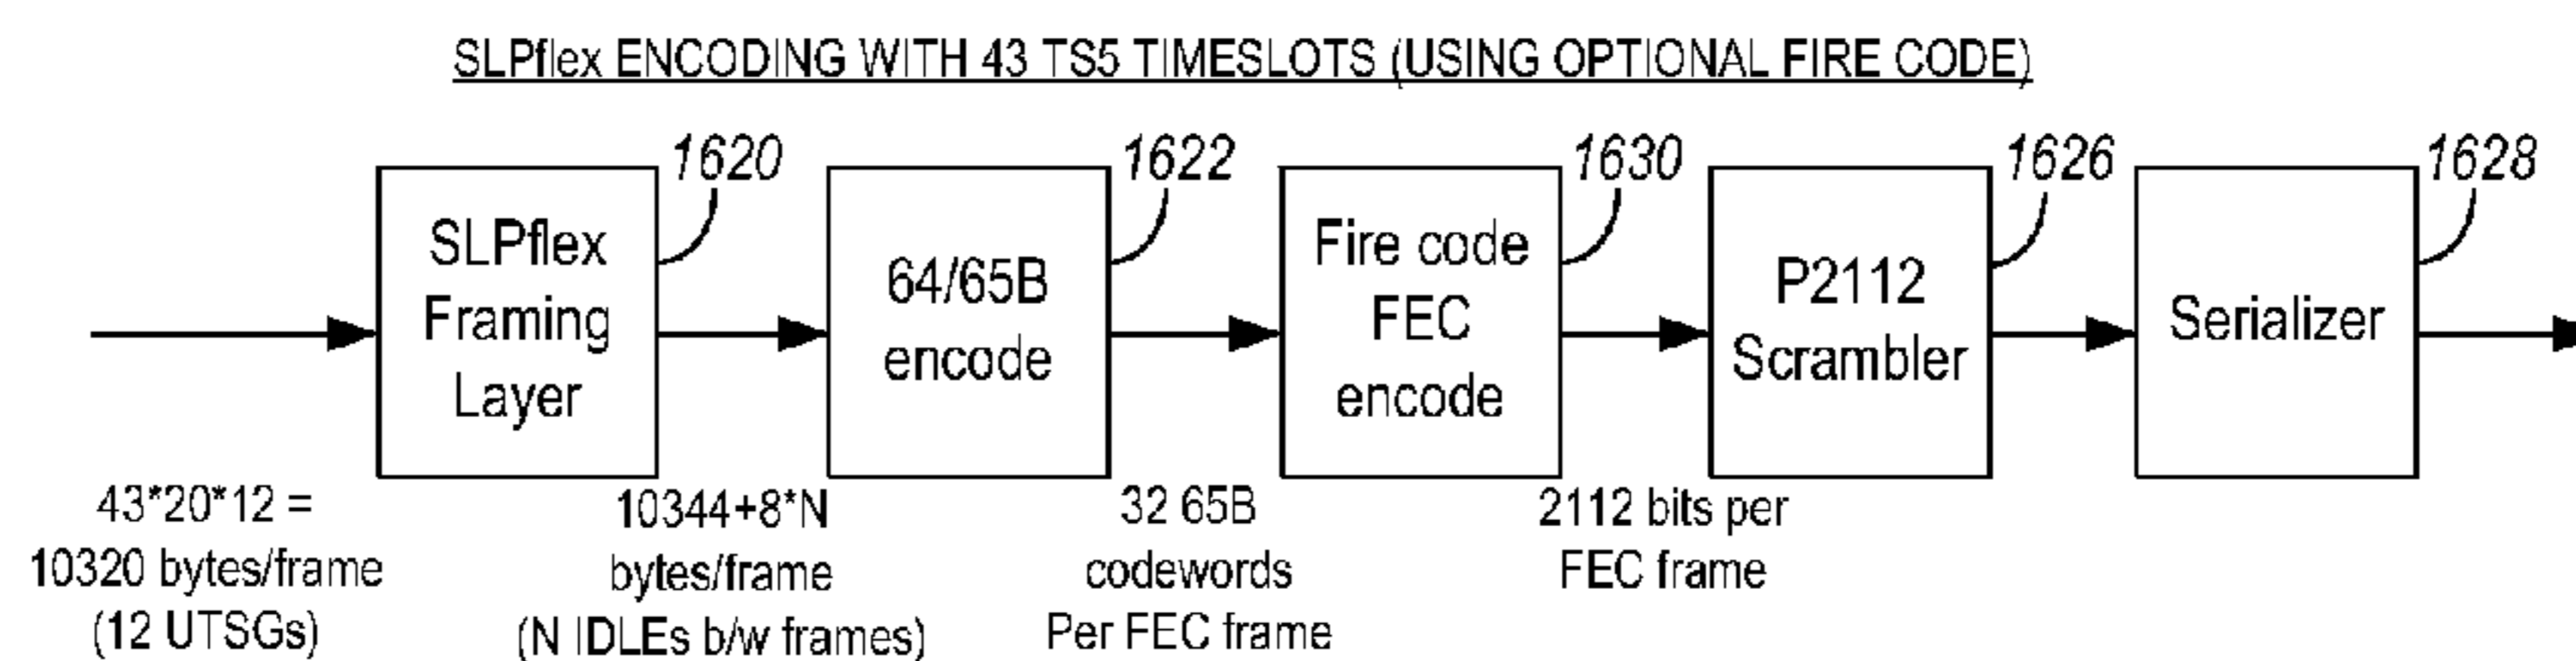 SLPflex ENCODING WITH 43 TS5 TIMESLOTS (USING OPTIONAL FIRE CODE)
1620
1622
1630
1626
1628
SLPflex
Framing
Layer
64/65B
encode
Fire code
FEC
encode
P2112
Scrambler
Serializer
43*20*12 =
10320 bytes/frame
(12 UTSGs)
10344+8*N
bytes/frame
(N IDLEs b/w frames)
32 65B
codewords
Per FEC frame
2112 bits per
FEC frame